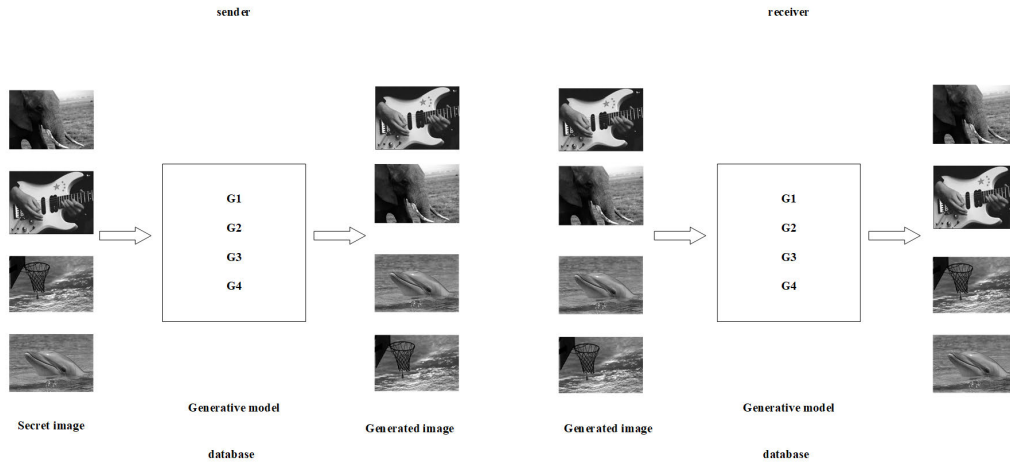 sender
receiver
G1
G2
G3
G4
Generative model
database
Secret image
Generated image
Generated image
G1
G2
G3
G4
Generative model
database